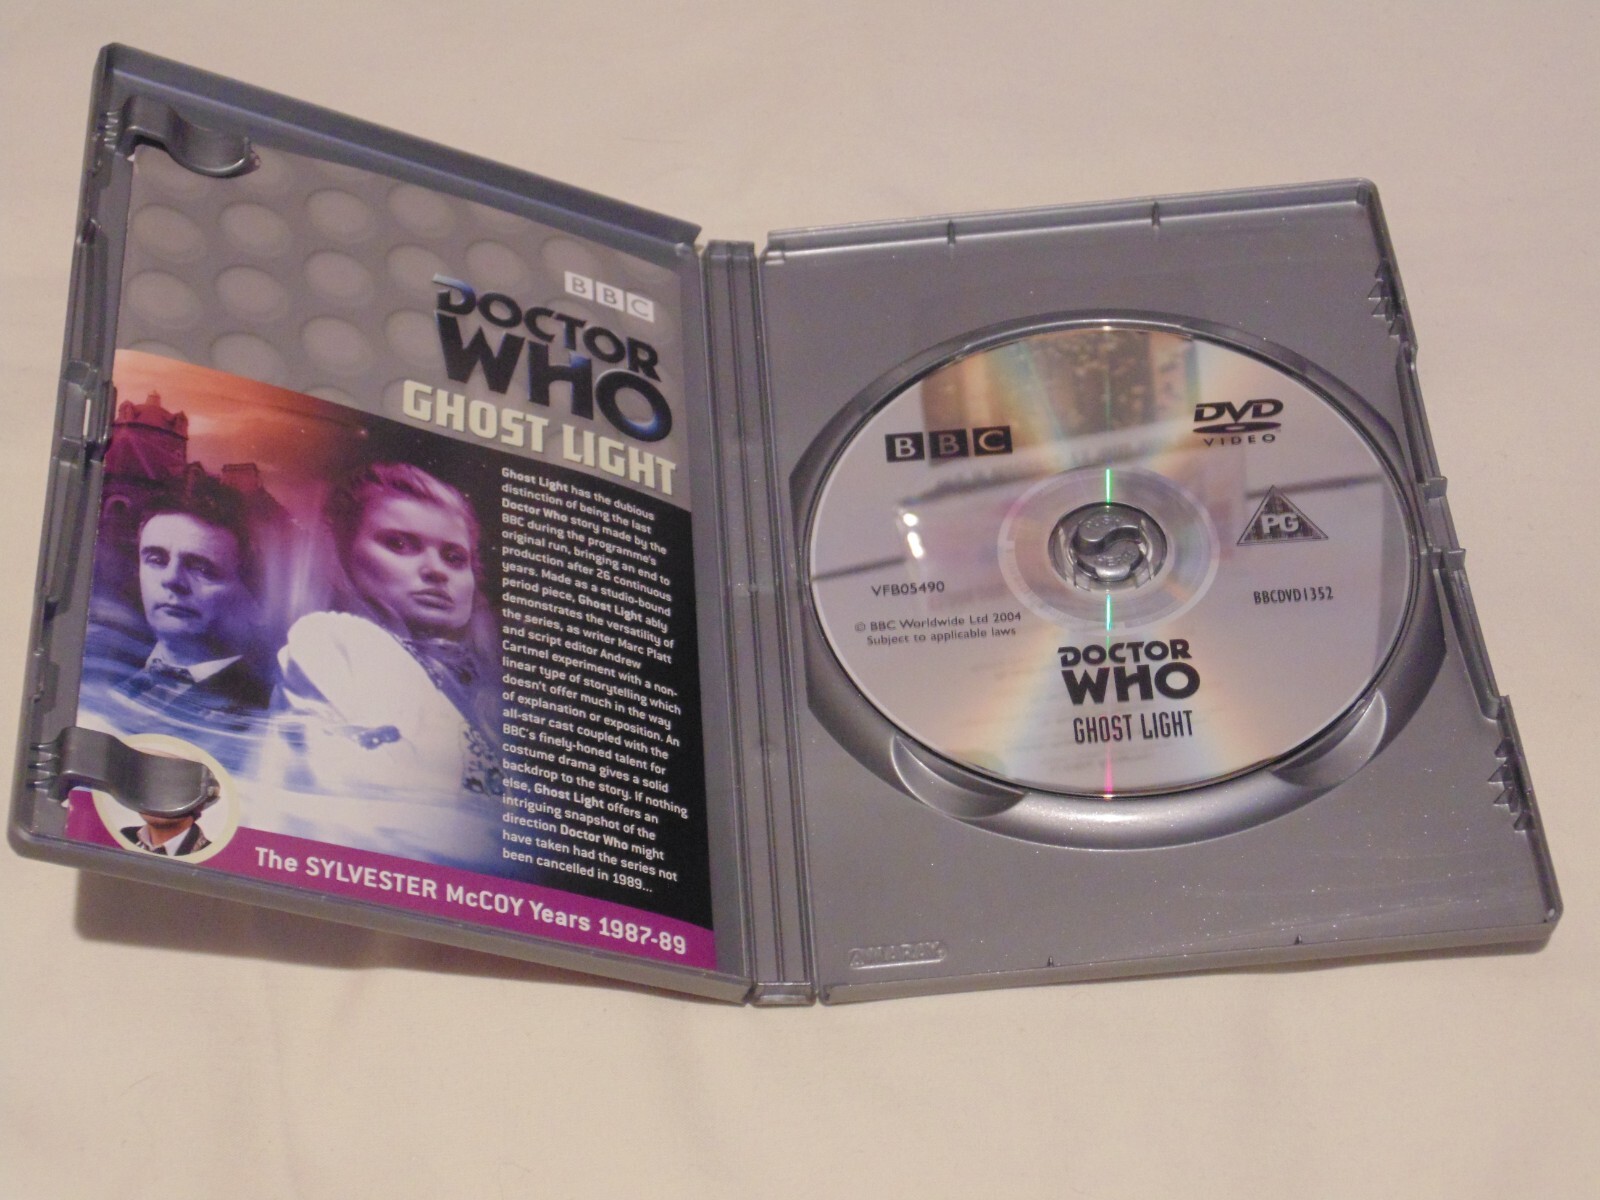 BBC
DOCTOR
WHO
GHOST LIGHT
Ghost Light has the dubious
distinction of being the last
Doctor Who story made by the
BBC during the programme's
original run, bringing an end to
production after 26 continuous
years. Made as a studio-bound
period piece, Ghost Light ably
demonstrates the versatility of
the series, as writer Marc Platt
and script editor Andrew
Cartmel experiment with a non-
linear type of storytelling which
doesn't offer much in the way
of explanation or exposition. An
all-star cast coupled with the
BBC's finely-honed talent for
costume drama gives a solid
backdrop to the story. If nothing
else, Ghost Light offers an
intriguing snapshot of the
direction Doctor Who might
have taken had the series not
been cancelled in 1989...
The SYLVESTER McCOY Years 1987-89
BBC
DVD
VIDEO
PG
VFB05490
BBCDVD1352
© BBC Worldwide Ltd 2004
Subject to applicable laws
DOCTOR
WHO
GHOST LIGHT
AMARAY